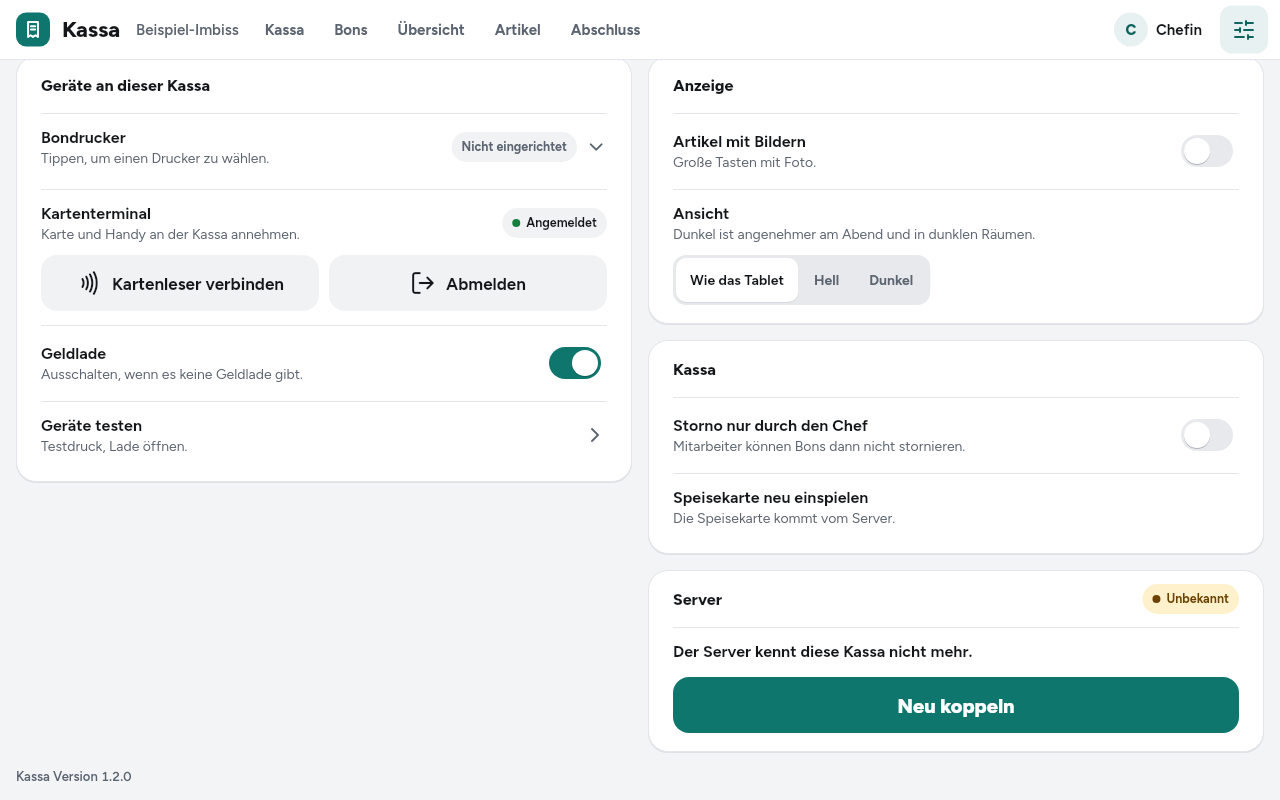 Kassa Beispiel-Imbiss Kassa Bons Übersicht Artikel Abschluss C Chefin
Geräte an dieser Kassa
Bondrucker
Tippen, um einen Drucker zu wählen.
Nicht eingerichtet
Kartenterminal
Karte und Handy an der Kassa annehmen.
Angemeldet
Kartenleser verbinden
Abmelden
Geldlade
Ausschalten, wenn es keine Geldlade gibt.
Geräte testen
Testdruck, Lade öffnen.
Anzeige
Artikel mit Bildern
Große Tasten mit Foto.
Ansicht
Dunkel ist angenehmer am Abend und in dunklen Räumen.
Wie das Tablet Hell Dunkel
Kassa
Storno nur durch den Chef
Mitarbeiter können Bons dann nicht stornieren.
Speisekarte neu einspielen
Die Speisekarte kommt vom Server.
Server
Unbekannt
Der Server kennt diese Kassa nicht mehr.
Neu koppeln
Kassa Version 1.2.0